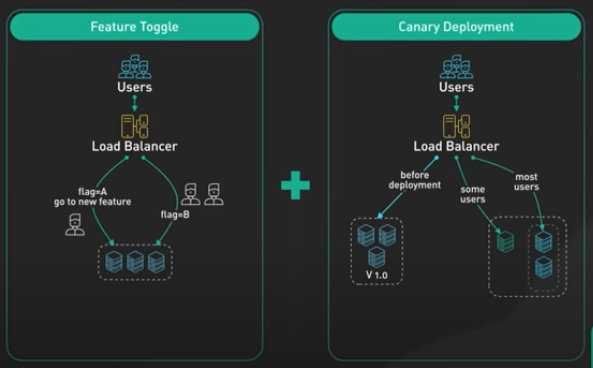 Feature Toggle
Users
Load Balancer
flag=A
go to new feature
flag=B
Canary Deployment
Users
Load Balancer
before
deployment
some
users
most
users
V 1.0